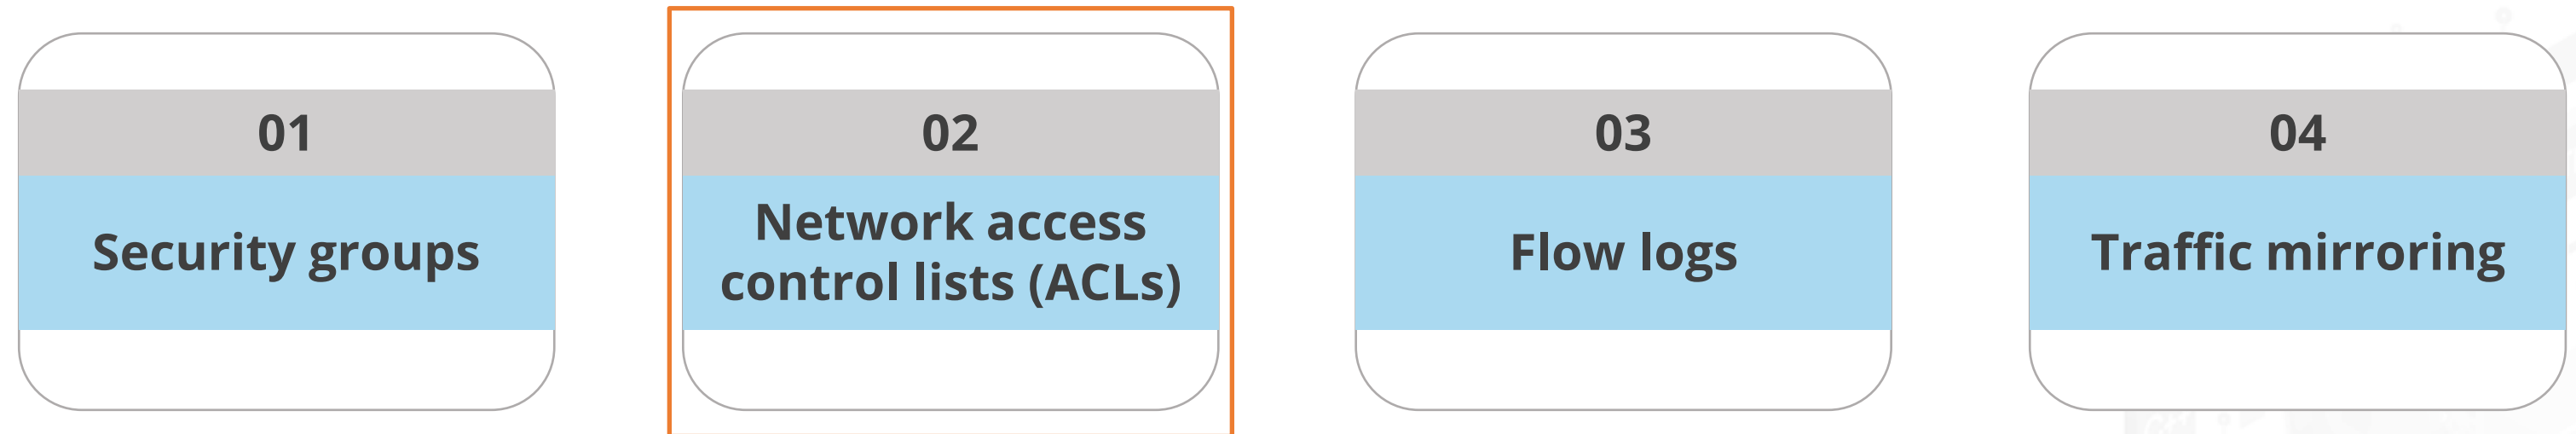 01
Security groups
02
Network access
control lists (ACLs)
03
Flow logs
04
Traffic mirroring